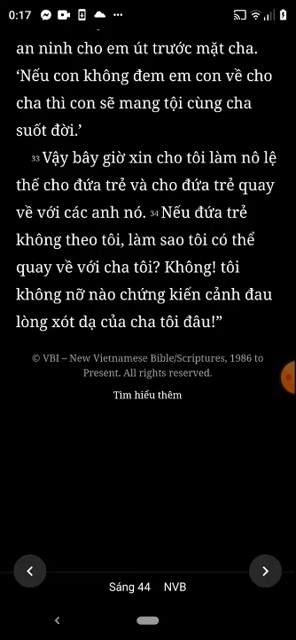 0:17
an ninh cho em út trước mặt cha.
‘Nếu con không đem em con về cho
cha thì con sẽ mang tội cùng cha
suốt đời.’
33 Vậy bây giờ xin cho tôi làm nô lệ
thế cho đứa trẻ và cho đứa trẻ quay
về với các anh nó. 34 Nếu đứa trẻ
không theo tôi, làm sao tôi có thể
quay về với cha tôi? Không! tôi
không nỡ nào chứng kiến cảnh đau
lòng xót dạ của cha tôi đâu!”
© VBI – New Vietnamese Bible/Scriptures, 1986 to
Present. All rights reserved.
Tìm hiểu thêm
Sáng 44 NVB